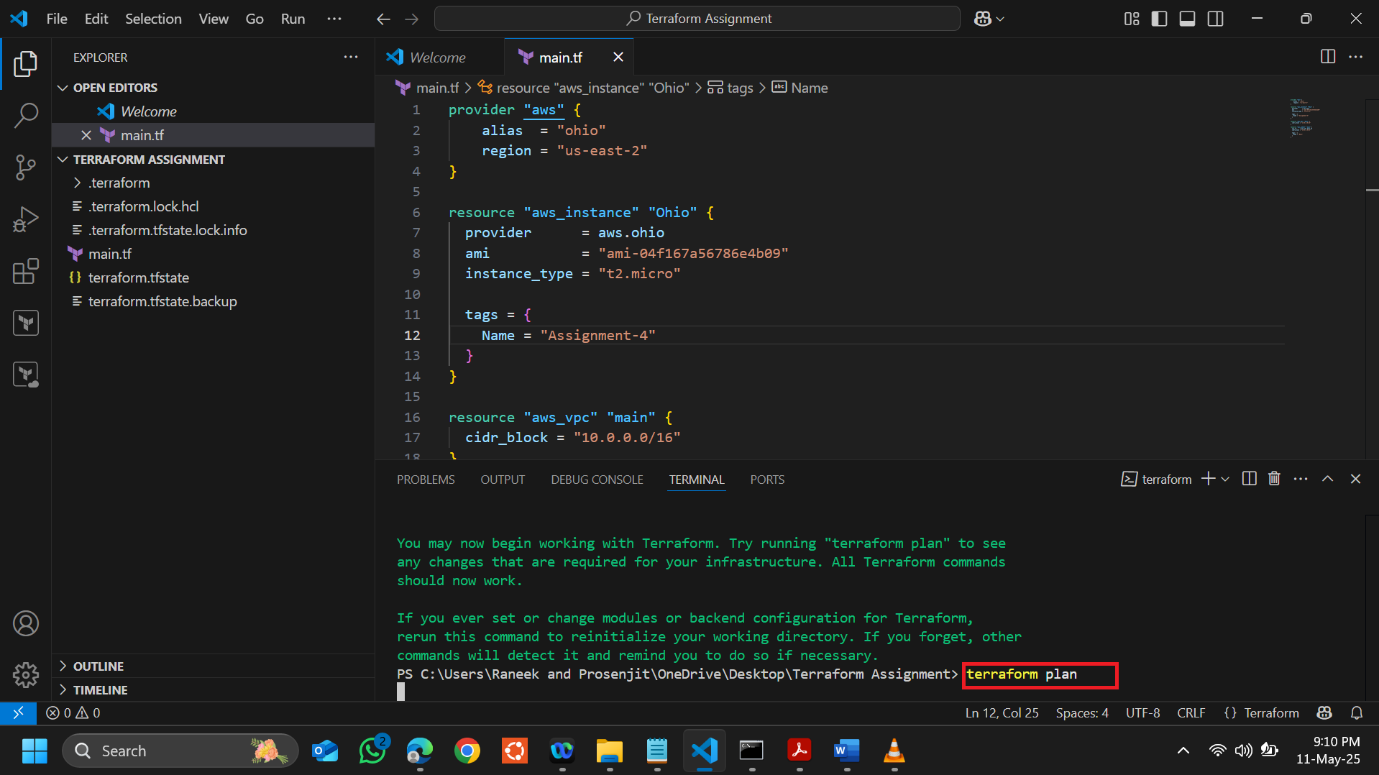 File Edit Selection View Go Run ··· Terraform Assignment
EXPLORER
OPEN EDITORS
Welcome
main.tf
TERRAFORM ASSIGNMENT
.terraform
.terraform.lock.hcl
.terraform.tfstate.lock.info
main.tf
terraform.tfstate
terraform.tfstate.backup
OUTLINE
TIMELINE
Welcome main.tf
main.tf > resource "aws_instance" "Ohio" > tags > Name
1 provider "aws" {
2 alias = "ohio"
3 region = "us-east-2"
4 }
5
6 resource "aws_instance" "Ohio" {
7 provider = aws.ohio
8 ami = "ami-04f167a56786e4b09"
9 instance_type = "t2.micro"
10
11 tags = {
12 Name = "Assignment-4"
13 }
14 }
15
16 resource "aws_vpc" "main" {
17 cidr_block = "10.0.0.0/16"
18 }
PROBLEMS OUTPUT DEBUG CONSOLE TERMINAL PORTS terraform
You may now begin working with Terraform. Try running "terraform plan" to see
any changes that are required for your infrastructure. All Terraform commands
should now work.
If you ever set or change modules or backend configuration for Terraform,
rerun this command to reinitialize your working directory. If you forget, other
commands will detect it and remind you to do so if necessary.
PS C:\Users\Raneek and Prosenjit\OneDrive\Desktop\Terraform Assignment> terraform plan
0 0 Ln 12, Col 25 Spaces: 4 UTF-8 CRLF {} Terraform
Search 2 9:10 PM
11-May-25